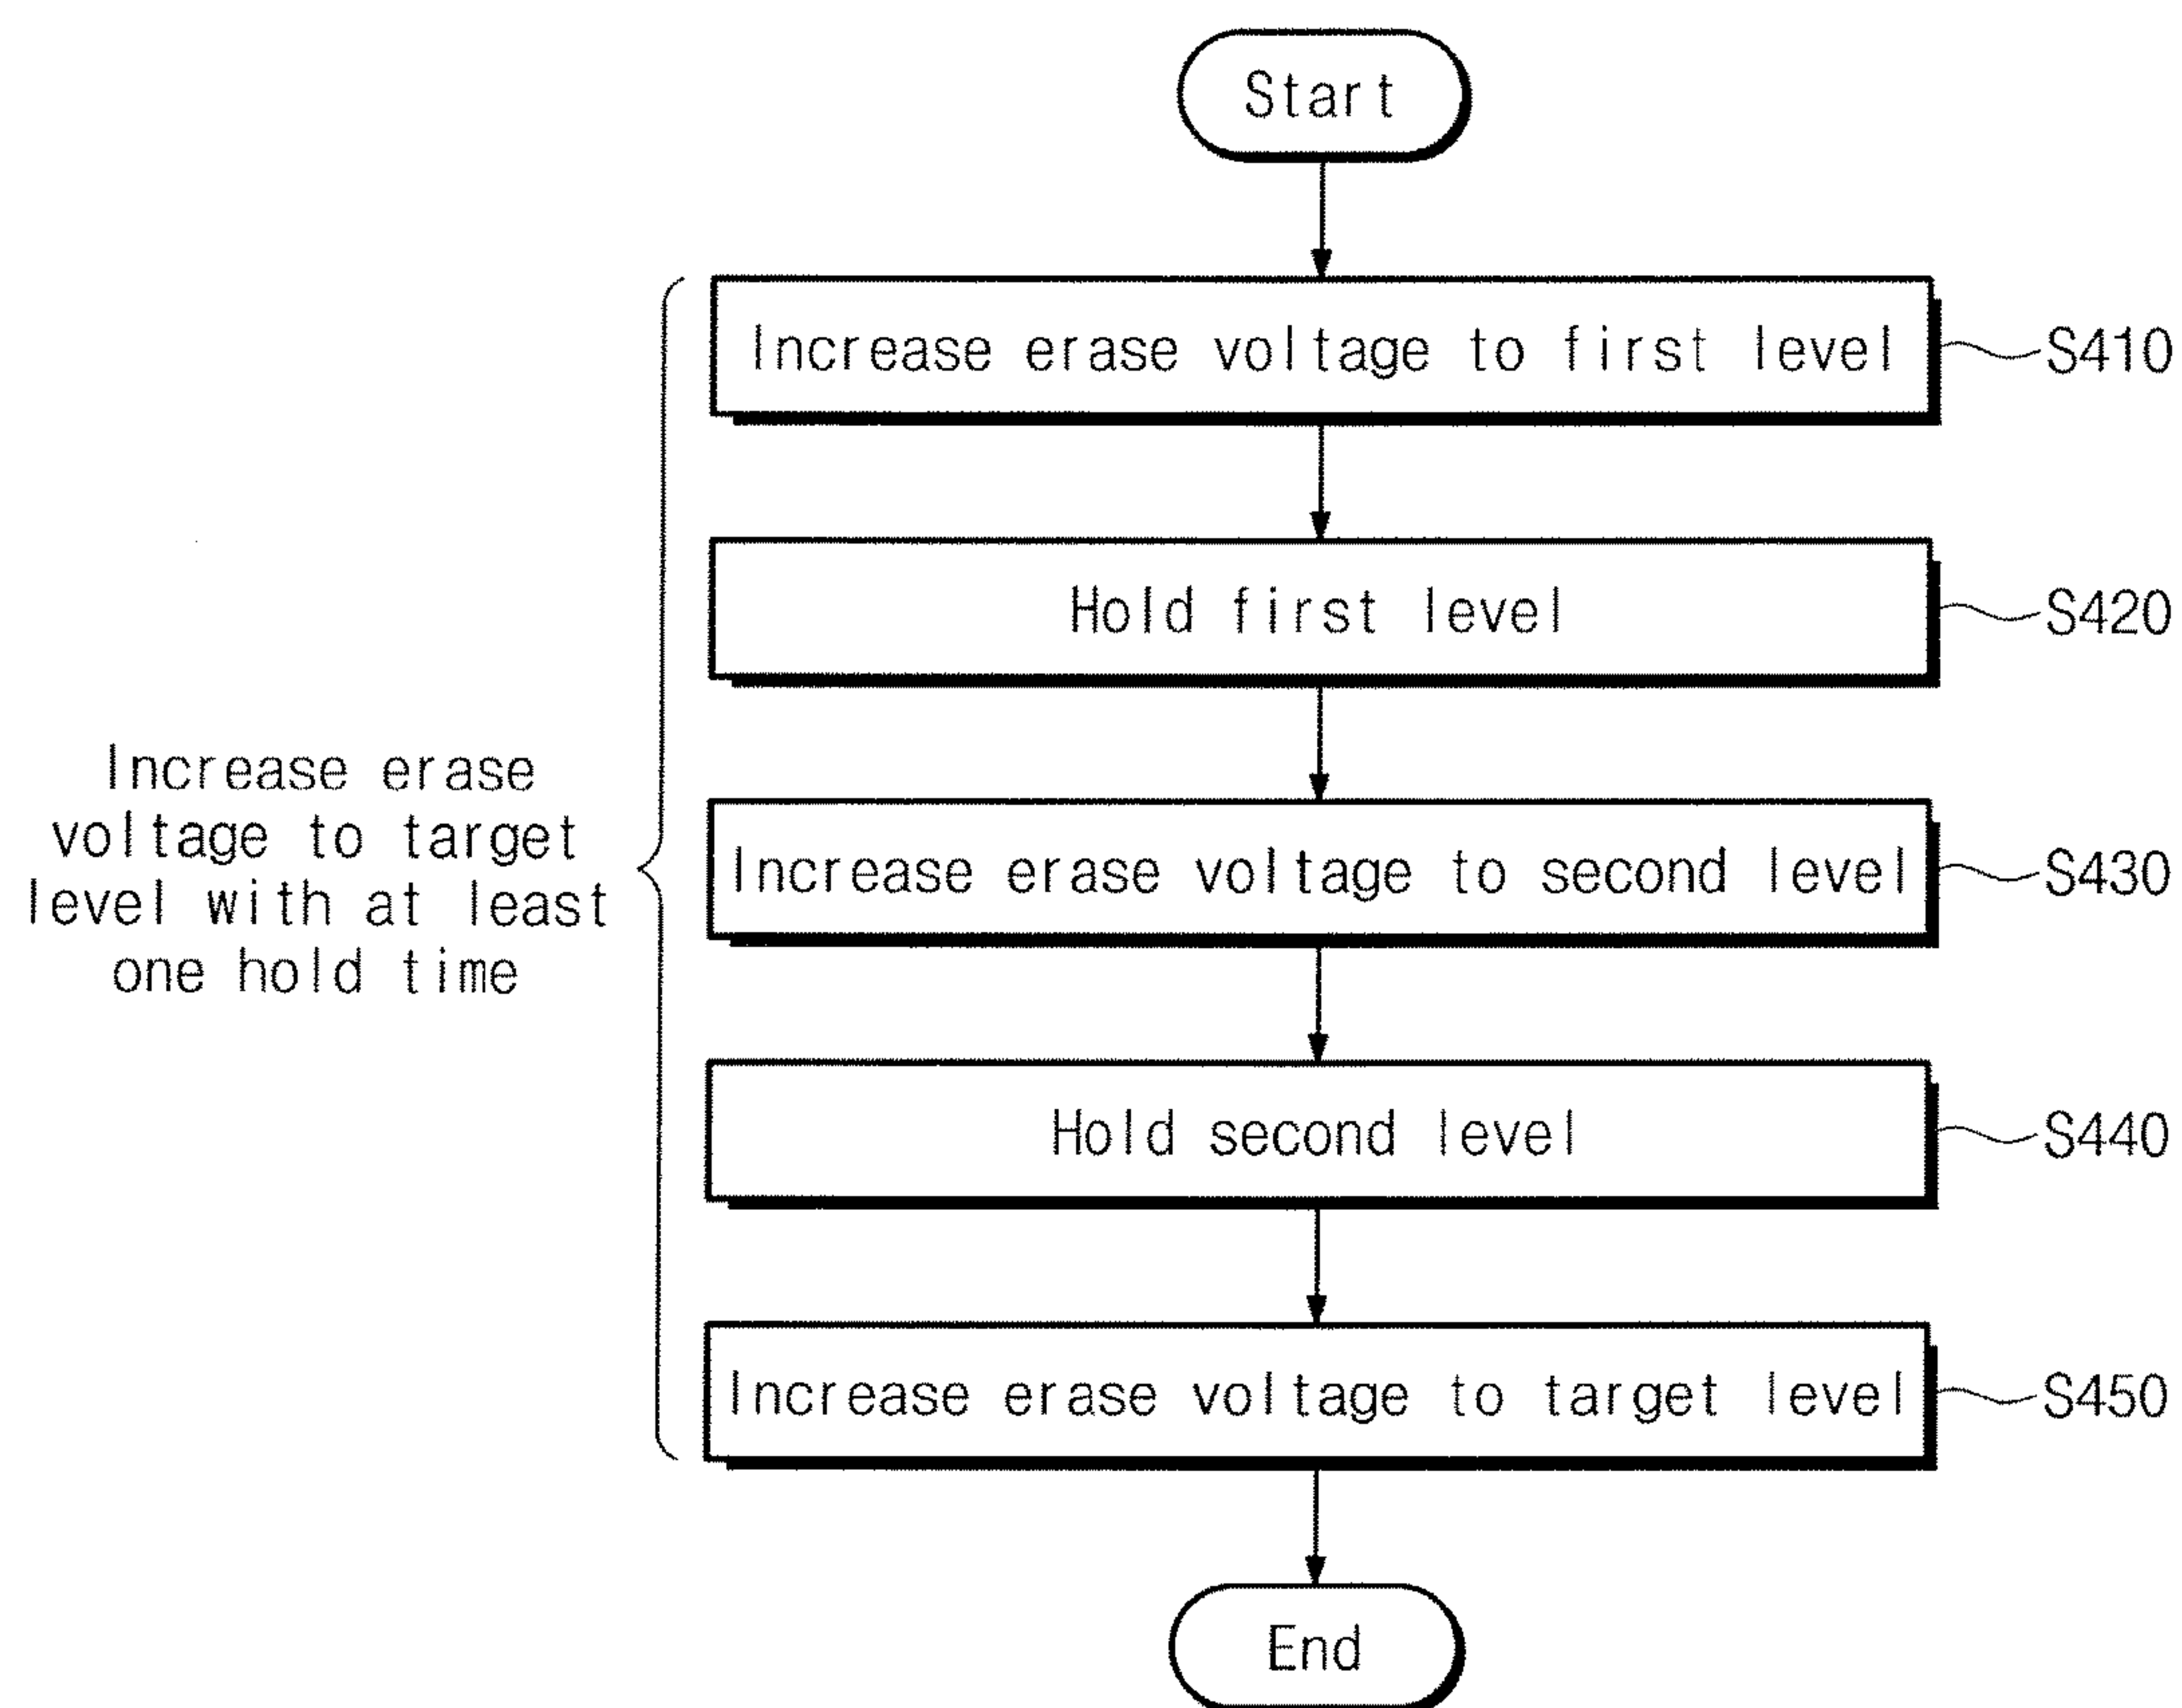 Start
Increase erase voltage to first level
S410
Hold first level
S420
Increase erase
voltage to target
level with at least
one hold time
Increase erase voltage to second level
S430
Hold second level
S440
Increase erase voltage to target level
S450
End